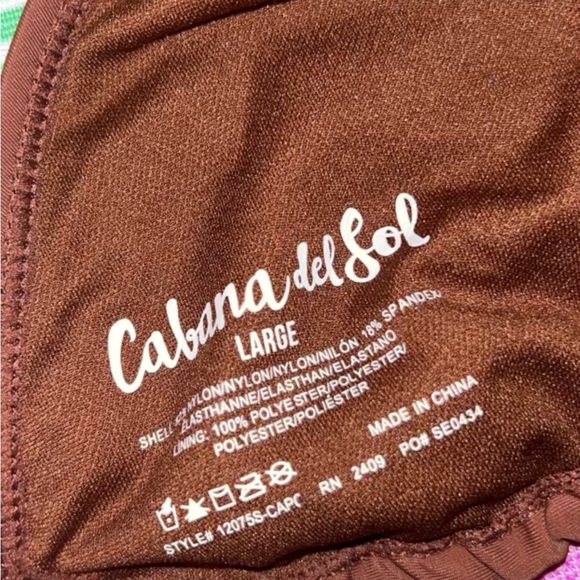 Cabana del Sol
LARGE
SHELL: NYLON/NYLON/NYLON/NILÓN 18% SPANDEX/
ELASTHANNE/ELASTHAN/ELASTANO
LINING: 100% POLYESTER/POLYESTER/
POLYESTER/POLIÉSTER
MADE IN CHINA
STYLE# 12075S-CAPC RN 2409 PO# SE0434